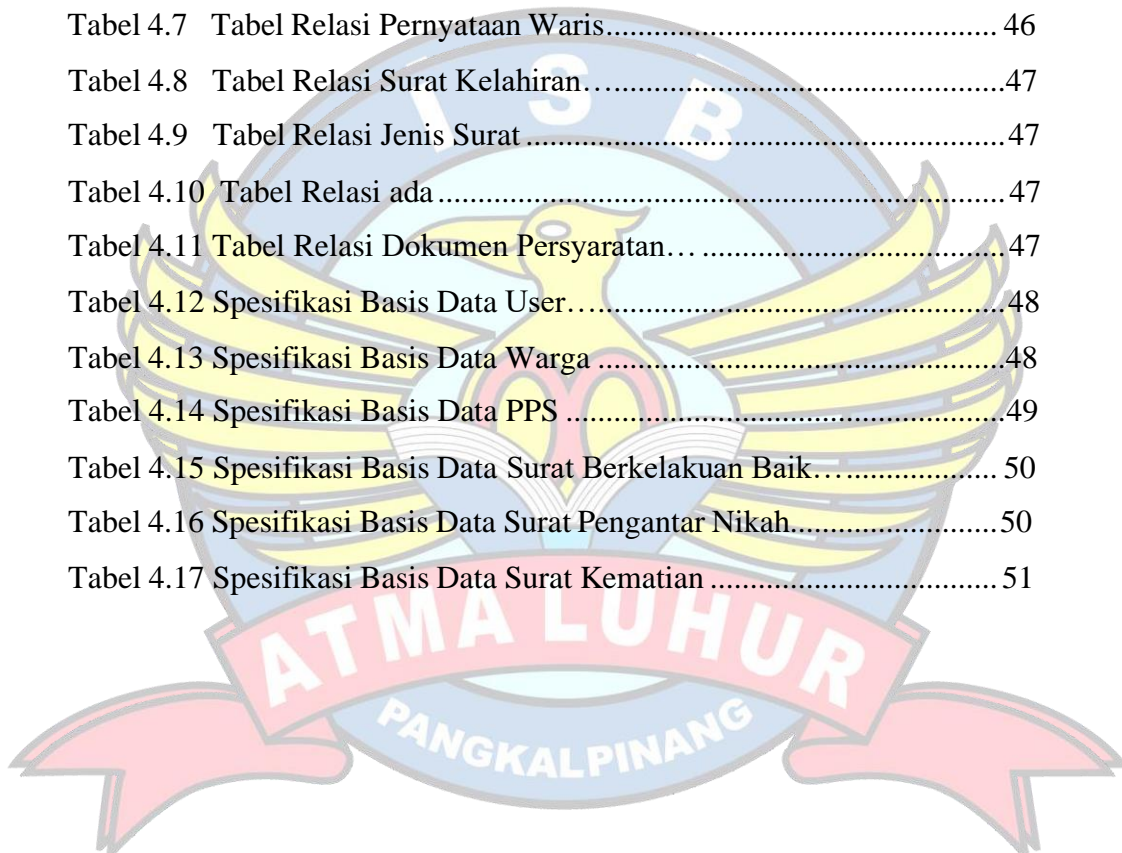 Tabel 4.7 Tabel Relasi Pernyataan Waris................................................... 46
Tabel 4.8 Tabel Relasi Surat Kelahiran….................................................47
Tabel 4.9 Tabel Relasi Jenis Surat ............................................................47
Tabel 4.10 Tabel Relasi ada......................................................................47
Tabel 4.11 Tabel Relasi Dokumen Persyaratan… .....................................47
Tabel 4.12 Spesifikasi Basis Data User….................................................48
Tabel 4.13 Spesifikasi Basis Data Warga ..................................................48
Tabel 4.14 Spesifikasi Basis Data PPS ......................................................49
Tabel 4.15 Spesifikasi Basis Data Surat Berkelakuan Baik…................... 50
Tabel 4.16 Spesifikasi Basis Data Surat Pengantar Nikah..........................50
Tabel 4.17 Spesifikasi Basis Data Surat Kematian .................................... 51
I S B
ATMA LUHUR
PANGKALPINANG